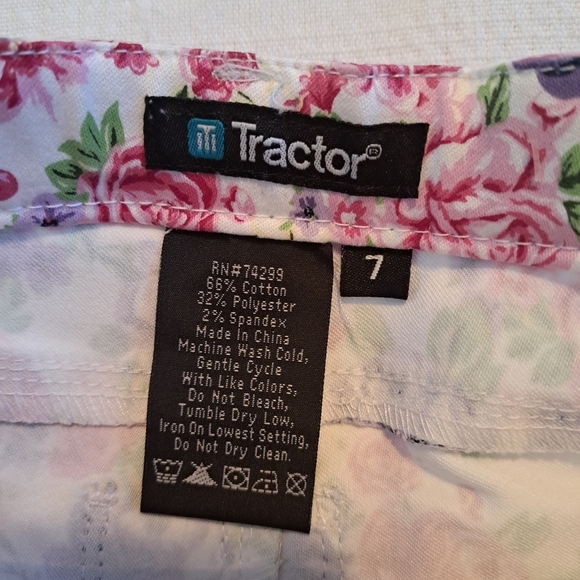 Tractor®
7
RN#74299
66% Cotton
32% Polyester
2% Spandex
Made In China
Machine Wash Cold,
Gentle Cycle
With Like Colors,
Do Not Bleach,
Tumble Dry Low,
Iron On Lowest Setting,
Do Not Dry Clean.